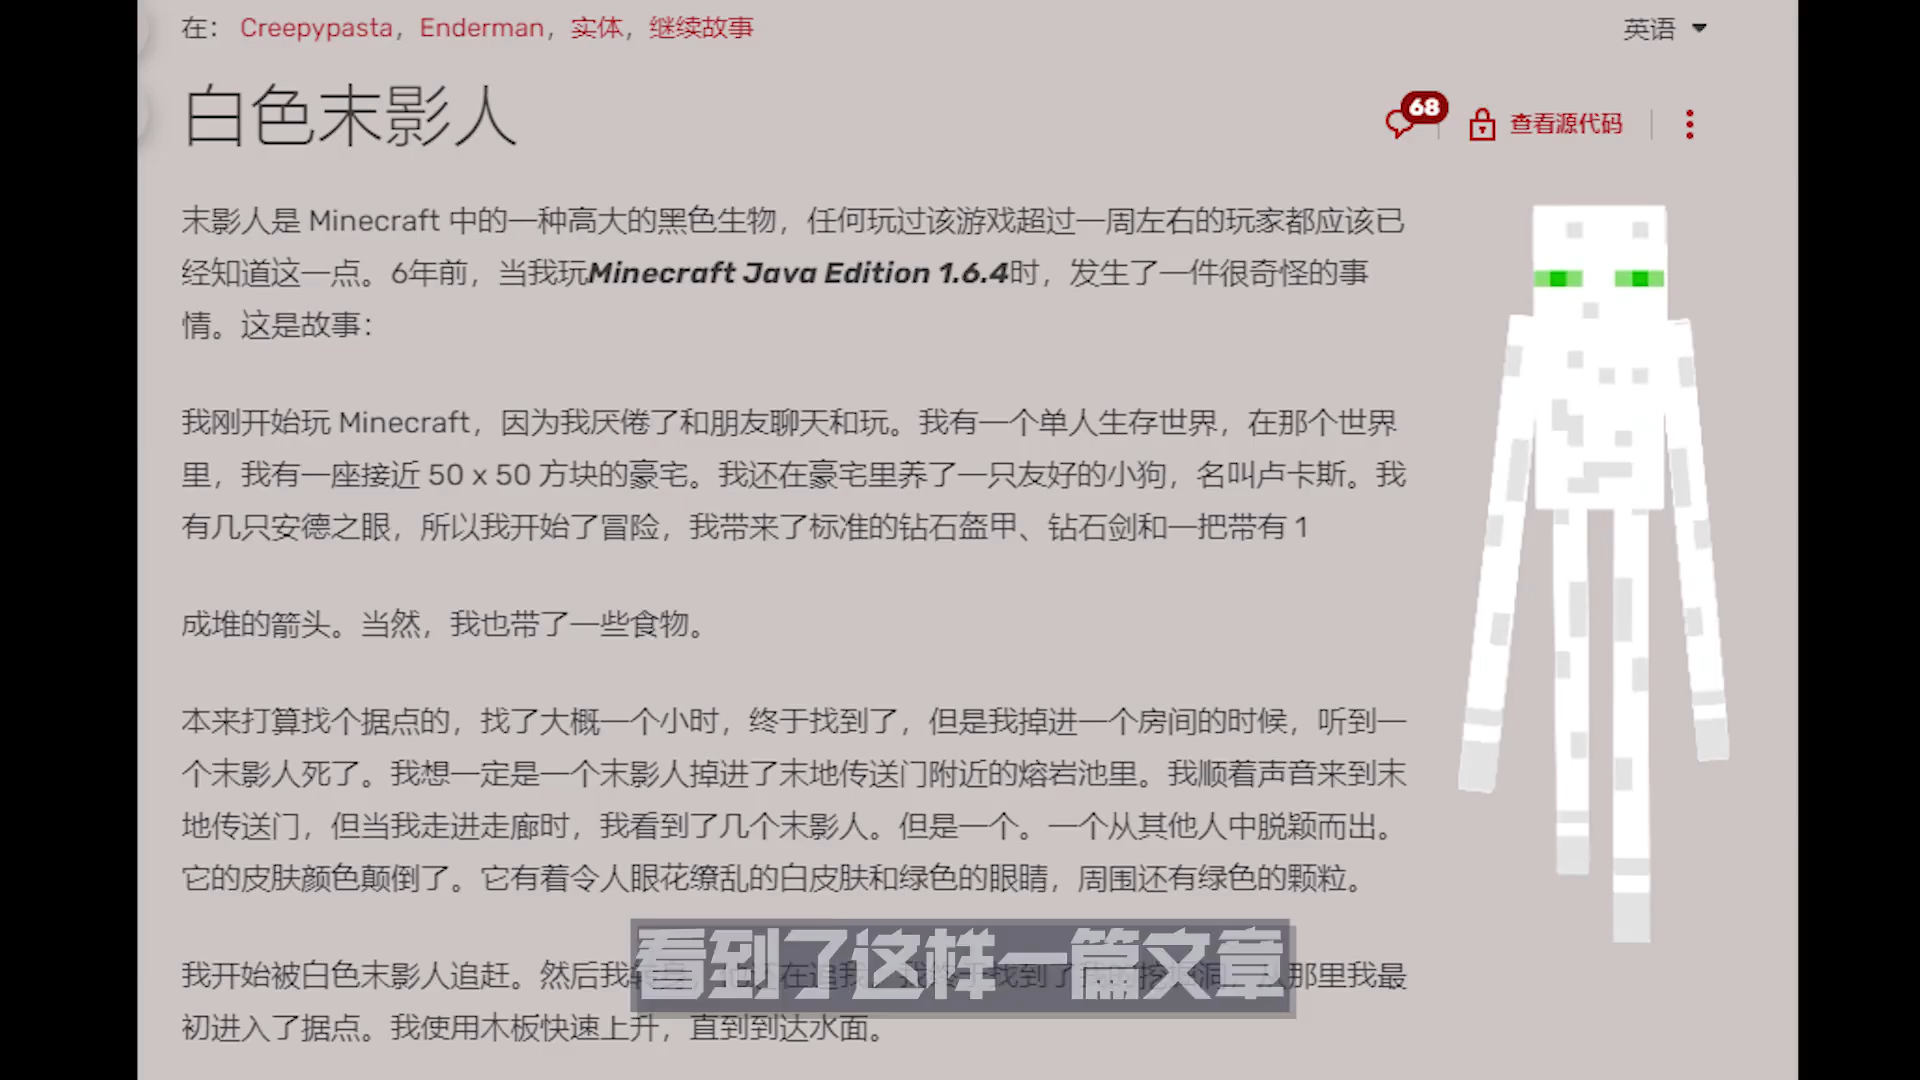 在： Creepypasta，Enderman，实体，继续故事
英语
白色末影人
68
查看源代码
末影人是 Minecraft 中的一种高大的黑色生物，任何玩过该游戏超过一周左右的玩家都应该已
经知道这一点。6年前，当我玩Minecraft Java Edition 1.6.4时，发生了一件很奇怪的事
情。这是故事：
我刚开始玩 Minecraft，因为我厌倦了和朋友聊天和玩。我有一个单人生存世界，在那个世界
里，我有一座接近 50 x 50 方块的豪宅。我还在豪宅里养了一只友好的小狗，名叫卢卡斯。我
有几只安德之眼，所以我开始了冒险，我带来了标准的钻石盔甲、钻石剑和一把带有 1
成堆的箭头。当然，我也带了一些食物。
本来打算找个据点的，找了大概一个小时，终于找到了，但是我掉进一个房间的时候，听到一
个末影人死了。我想一定是一个末影人掉进了末地传送门附近的熔岩池里。我顺着声音来到末
地传送门，但当我走进走廊时，我看到了几个末影人。但是一个。一个从其他人中脱颖而出。
它的皮肤颜色颠倒了。它有着令人眼花缭乱的白皮肤和绿色的眼睛，周围还有绿色的颗粒。
我开始被白色末影人追赶。然后我 找到了 那里我最
看到了这样一篇文章
初进入了据点。我使用木板快速上升，直到到达水面。